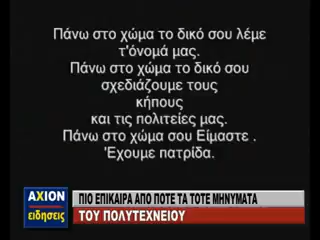 Πάνω στο χώμα το δικό σου λέμε
τ'όνομά μας.
Πάνω στο χώμα το δικό σου
σχεδιάζουμε τους
κήπους
και τις πολιτείες μας.
Πάνω στο χώμα σου Είμαστε .
Έχουμε πατρίδα.
AXION
ειδησεις
ΠΙΟ ΕΠΙΚΑΙΡΑ ΑΠΟ ΠΟΤΕ ΤΑ ΤΟΤΕ ΜΗΝΥΜΑΤΑ
ΤΟΥ ΠΟΛΥΤΕΧΝΕΙΟΥ